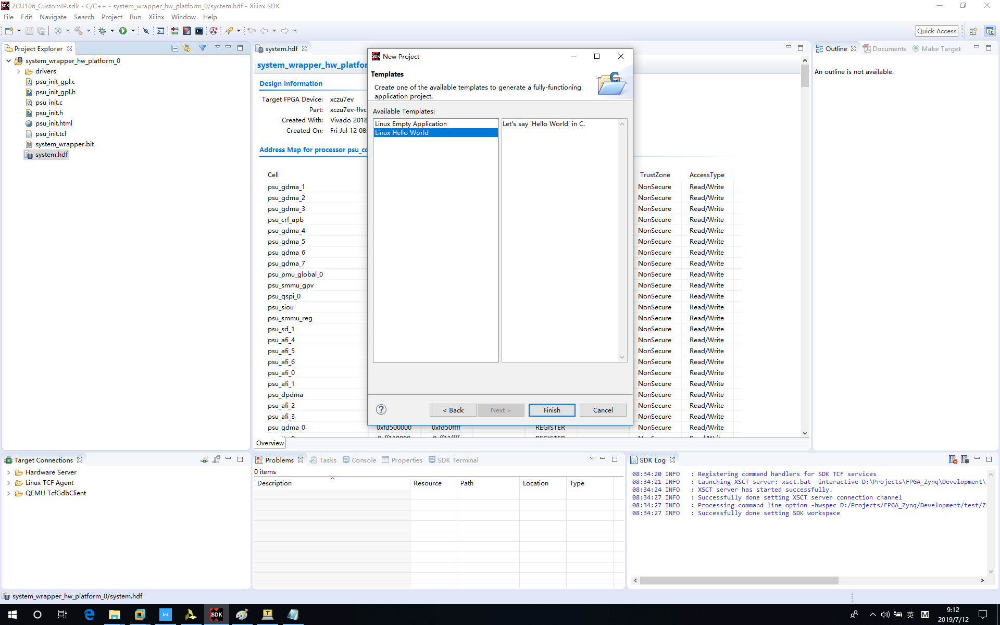 ZCU106_CustomIP.sdk - C/C++ - system_wrapper_hw_platform_0/system.hdf - Xilinx SDK
File Edit Navigate Search Project Run Xilinx Window Help
Quick Access
Project Explorer
system_wrapper_hw_platform_0
drivers
psu_init_gpl.c
psu_init_gpl.h
psu_init.c
psu_init.h
psu_init.html
psu_init.tcl
system_wrapper.bit
system.hdf
system.hdf
system_wrapper_hw_platfor
Design Information
Target FPGA Device: xczu7ev
Part: xczu7ev-ffvc
Created With: Vivado 2018
Created On: Fri Jul 12 08:
Address Map for processor psu_co
Cell TrustZone AccessType
psu_gdma_1 NonSecure Read/Write
psu_gdma_2 NonSecure Read/Write
psu_gdma_3 NonSecure Read/Write
psu_crf_apb NonSecure Read/Write
psu_gdma_4 NonSecure Read/Write
psu_gdma_5 NonSecure Read/Write
psu_gdma_6 NonSecure Read/Write
psu_gdma_7 NonSecure Read/Write
psu_pmu_global_0 NonSecure Read/Write
psu_smmu_gpv NonSecure Read/Write
psu_qspi_0 NonSecure Read/Write
psu_siou NonSecure Read/Write
psu_smmu_reg NonSecure Read/Write
psu_sd_1 NonSecure Read/Write
psu_afi_4 NonSecure Read/Write
psu_afi_5 NonSecure Read/Write
psu_afi_6 NonSecure Read/Write
psu_afi_0 NonSecure Read/Write
psu_afi_1 NonSecure Read/Write
psu_dpdma NonSecure Read/Write
psu_afi_2 NonSecure Read/Write
psu_afi_3 NonSecure Read/Write
psu_gdma_0 0xfd500000 0xfd50ffff REGISTER NonSecure Read/Write
Overview
SDK New Project
Templates
Create one of the available templates to generate a fully-functioning
application project.
Available Templates:
Linux Empty Application
Linux Hello World
Let's say 'Hello World' in C.
< Back Next > Finish Cancel
Outline Documents Make Target
An outline is not available.
Target Connections
Hardware Server
Linux TCF Agent
QEMU TcfGdbClient
Problems Tasks Console Properties SDK Terminal
0 items
Description Resource Path Location Type
SDK Log
08:34:20 INFO : Registering command handlers for SDK TCF services
08:34:21 INFO : Launching XSCT server: xsct.bat -interactive D:\Projects\FPGA_Zynq\Development\
08:34:24 INFO : XSCT server has started successfully.
08:34:27 INFO : Successfully done setting XSCT server connection channel
08:34:27 INFO : Processing command line option -hwspec D:/Projects/FPGA_Zynq/Development/test/Z
08:34:27 INFO : Successfully done setting SDK workspace
system_wrapper_hw_platform_0/system.hdf
SDK
英 M
9:12
2019/7/12